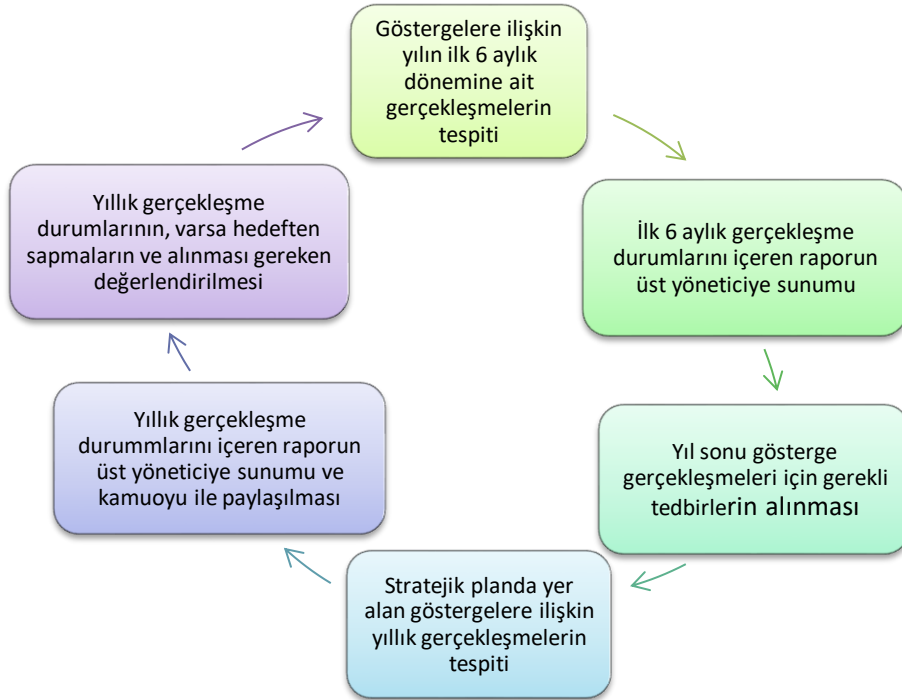 Göstergelere ilişkin
yılın ilk 6 aylık
dönemine ait
gerçekleşmelerin
tespiti
İlk 6 aylık gerçekleşme
durumlarını içeren raporun
üst yöneticiye sunumu
Yıl sonu gösterge
gerçekleşmeleri için gerekli
tedbirlerin alınması
Stratejik planda yer
alan göstergelere ilişkin
yıllık gerçekleşmelerin
tespiti
Yıllık gerçekleşme
durummlarını içeren raporun
üst yöneticiye sunumu ve
kamuoyu ile paylaşılması
Yıllık gerçekleşme
durumlarının, varsa hedeften
sapmaların ve alınması gereken
değerlendirilmesi